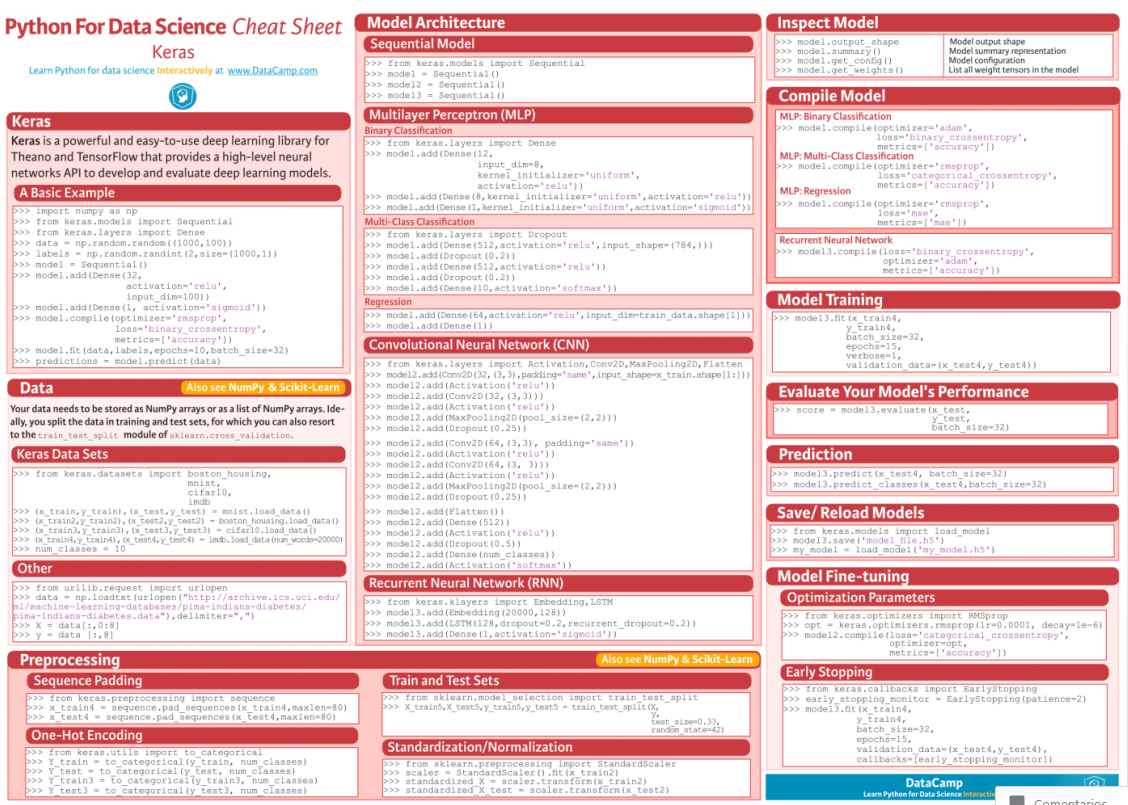 Python For Data Science Cheat Sheet
Keras
Learn Python for data science Interactively at www.DataCamp.com
Keras
Keras is a powerful and easy-to-use deep learning library for
Theano and TensorFlow that provides a high-level neural
networks API to develop and evaluate deep learning models.
A Basic Example
>>> import numpy as np
>>> from keras.models import Sequential
>>> from keras.layers import Dense
>>> data = np.random.random((1000,100))
>>> labels = np.random.randint(2,size=(1000,1))
>>> model = Sequential()
>>> model.add(Dense(32,
activation='relu',
input_dim=100))
>>> model.add(Dense(1, activation='sigmoid'))
>>> model.compile(optimizer='rmsprop',
loss='binary_crossentropy',
metrics=['accuracy'])
>>> model.fit(data,labels,epochs=10,batch_size=32)
>>> predictions = model.predict(data)
Data
Also see NumPy & Scikit-Learn
Your data needs to be stored as NumPy arrays or as a list of NumPy arrays. Ide-
ally, you split the data in training and test sets, for which you can also resort
to the train_test_split module of sklearn.cross_validation.
Keras Data Sets
>>> from keras.datasets import boston_housing,
mnist,
cifar10,
imdb
>>> (x_train,y_train),(x_test,y_test) = mnist.load_data()
>>> (x_train2,y_train2),(x_test2,y_test2) = boston_housing.load_data()
>>> (x_train3,y_train3),(x_test3,y_test3) = cifar10.load_data()
>>> (x_train4,y_train4),(x_test4,y_test4) = imdb.load_data(num_words=20000)
>>> num_classes = 10
Other
>>> from urllib.request import urlopen
>>> data = np.loadtxt(urlopen("http://archive.ics.uci.edu/
ml/machine-learning-databases/pima-indians-diabetes/
pima-indians-diabetes.data"),delimiter=",")
>>> X = data[:,0:8]
>>> y = data [:,8]
Model Architecture
Sequential Model
>>> from keras.models import Sequential
>>> model = Sequential()
>>> model2 = Sequential()
>>> model3 = Sequential()
Multilayer Perceptron (MLP)
Binary Classification
>>> from keras.layers import Dense
>>> model.add(Dense(12,
input_dim=8,
kernel_initializer='uniform',
activation='relu'))
>>> model.add(Dense(8,kernel_initializer='uniform',activation='relu'))
>>> model.add(Dense(1,kernel_initializer='uniform',activation='sigmoid'))
Multi-Class Classification
>>> from keras.layers import Dropout
>>> model.add(Dense(512,activation='relu',input_shape=(784,)))
>>> model.add(Dropout(0.2))
>>> model.add(Dense(512,activation='relu'))
>>> model.add(Dropout(0.2))
>>> model.add(Dense(10,activation='softmax'))
Regression
>>> model.add(Dense(64,activation='relu',input_dim=train_data.shape[1]))
>>> model.add(Dense(1))
Convolutional Neural Network (CNN)
>>> from keras.layers import Activation,Conv2D,MaxPooling2D,Flatten
>>> model2.add(Conv2D(32,(3,3),padding='same',input_shape=x_train.shape[1:]))
>>> model2.add(Activation('relu'))
>>> model2.add(Conv2D(32,(3,3)))
>>> model2.add(Activation('relu'))
>>> model2.add(MaxPooling2D(pool_size=(2,2)))
>>> model2.add(Dropout(0.25))
>>> model2.add(Conv2D(64,(3,3), padding='same'))
>>> model2.add(Activation('relu'))
>>> model2.add(Conv2D(64,(3, 3)))
>>> model2.add(Activation('relu'))
>>> model2.add(MaxPooling2D(pool_size=(2,2)))
>>> model2.add(Dropout(0.25))
>>> model2.add(Flatten())
>>> model2.add(Dense(512))
>>> model2.add(Activation('relu'))
>>> model2.add(Dropout(0.5))
>>> model2.add(Dense(num_classes))
>>> model2.add(Activation('softmax'))
Recurrent Neural Network (RNN)
>>> from keras.klayers import Embedding,LSTM
>>> model3.add(Embedding(20000,128))
>>> model3.add(LSTM(128,dropout=0.2,recurrent_dropout=0.2))
>>> model3.add(Dense(1,activation='sigmoid'))
Preprocessing
Also see NumPy & Scikit-Learn
Sequence Padding
>>> from keras.preprocessing import sequence
>>> x_train4 = sequence.pad_sequences(x_train4,maxlen=80)
>>> x_test4 = sequence.pad_sequences(x_test4,maxlen=80)
One-Hot Encoding
>>> from keras.utils import to_categorical
>>> Y_train = to_categorical(y_train, num_classes)
>>> Y_test = to_categorical(y_test, num_classes)
>>> Y_train3 = to_categorical(y_train3, num_classes)
>>> Y_test3 = to_categorical(y_test3, num_classes)
Train and Test Sets
>>> from sklearn.model_selection import train_test_split
>>> X_train5,X_test5,y_train5,y_test5 = train_test_split(X,
y,
test_size=0.33,
random_state=42)
Standardization/Normalization
>>> from sklearn.preprocessing import StandardScaler
>>> scaler = StandardScaler().fit(x_train2)
>>> standardized_X = scaler.transform(x_train2)
>>> standardized_X_test = scaler.transform(x_test2)
Inspect Model
>>> model.output_shape Model output shape
>>> model.summary() Model summary representation
>>> model.get_config() Model configuration
>>> model.get_weights() List all weight tensors in the model
Compile Model
MLP: Binary Classification
>>> model.compile(optimizer='adam',
loss='binary_crossentropy',
metrics=['accuracy'])
MLP: Multi-Class Classification
>>> model.compile(optimizer='rmsprop',
loss='categorical_crossentropy',
metrics=['accuracy'])
MLP: Regression
>>> model.compile(optimizer='rmsprop',
loss='mse',
metrics=['mae'])
Recurrent Neural Network
>>> model3.compile(loss='binary_crossentropy',
optimizer='adam',
metrics=['accuracy'])
Model Training
>>> model3.fit(x_train4,
y_train4,
batch_size=32,
epochs=15,
verbose=1,
validation_data=(x_test4,y_test4))
Evaluate Your Model's Performance
>>> score = model3.evaluate(x_test,
y_test,
batch_size=32)
Prediction
>>> model3.predict(x_test4, batch_size=32)
>>> model3.predict_classes(x_test4,batch_size=32)
Save/ Reload Models
>>> from keras.models import load_model
>>> model3.save('model_file.h5')
>>> my_model = load_model('my_model.h5')
Model Fine-tuning
Optimization Parameters
>>> from keras.optimizers import RMSprop
>>> opt = keras.optimizers.rmsprop(lr=0.0001, decay=1e-6)
>>> model2.compile(loss='categorical_crossentropy',
optimizer=opt,
metrics=['accuracy'])
Early Stopping
>>> from keras.callbacks import EarlyStopping
>>> early_stopping_monitor = EarlyStopping(patience=2)
>>> model3.fit(x_train4,
y_train4,
batch_size=32,
epochs=15,
validation_data=(x_test4,y_test4),
callbacks=[early_stopping_monitor])
DataCamp
Learn Python for Data Science
Comentarios